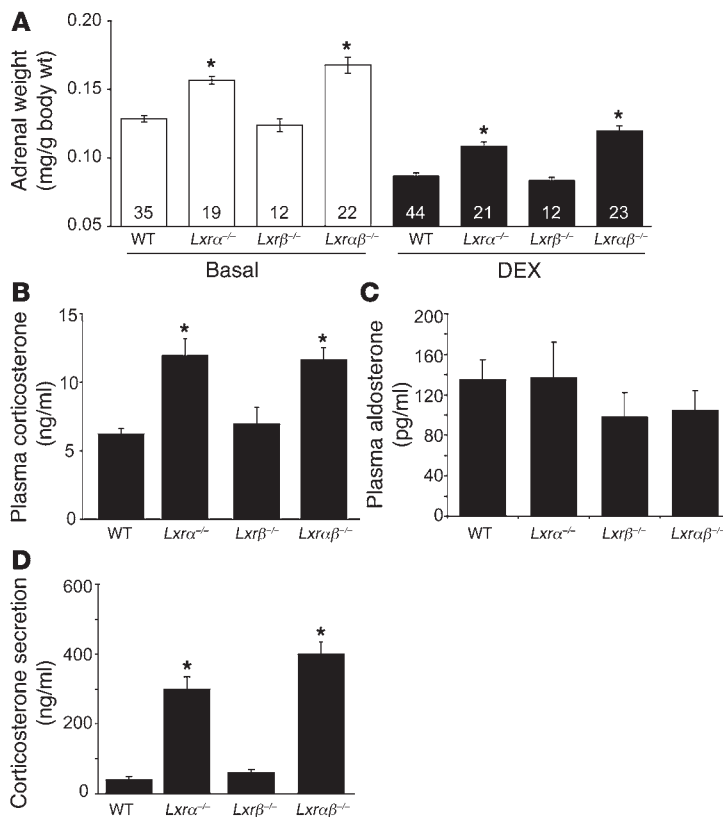 A
Adrenal weight
(mg/g body wt)
0.20
0.15
0.10
0.05
*
*
*
*
35
19
12
22
44
21
12
23
WT
Lxrα⁻/⁻
Lxrβ⁻/⁻
Lxrαβ⁻/⁻
WT
Lxrα⁻/⁻
Lxrβ⁻/⁻
Lxrαβ⁻/⁻
Basal
DEX
B
Plasma corticosterone
(ng/ml)
15
10
5
0
*
*
WT
Lxrα⁻/⁻
Lxrβ⁻/⁻
Lxrαβ⁻/⁻
C
Plasma aldosterone
(pg/ml)
200
160
120
80
40
0
WT
Lxrα⁻/⁻
Lxrβ⁻/⁻
Lxrαβ⁻/⁻
D
Corticosterone secretion
(ng/ml)
600
400
200
0
*
*
WT
Lxrα⁻/⁻
Lxrβ⁻/⁻
Lxrαβ⁻/⁻